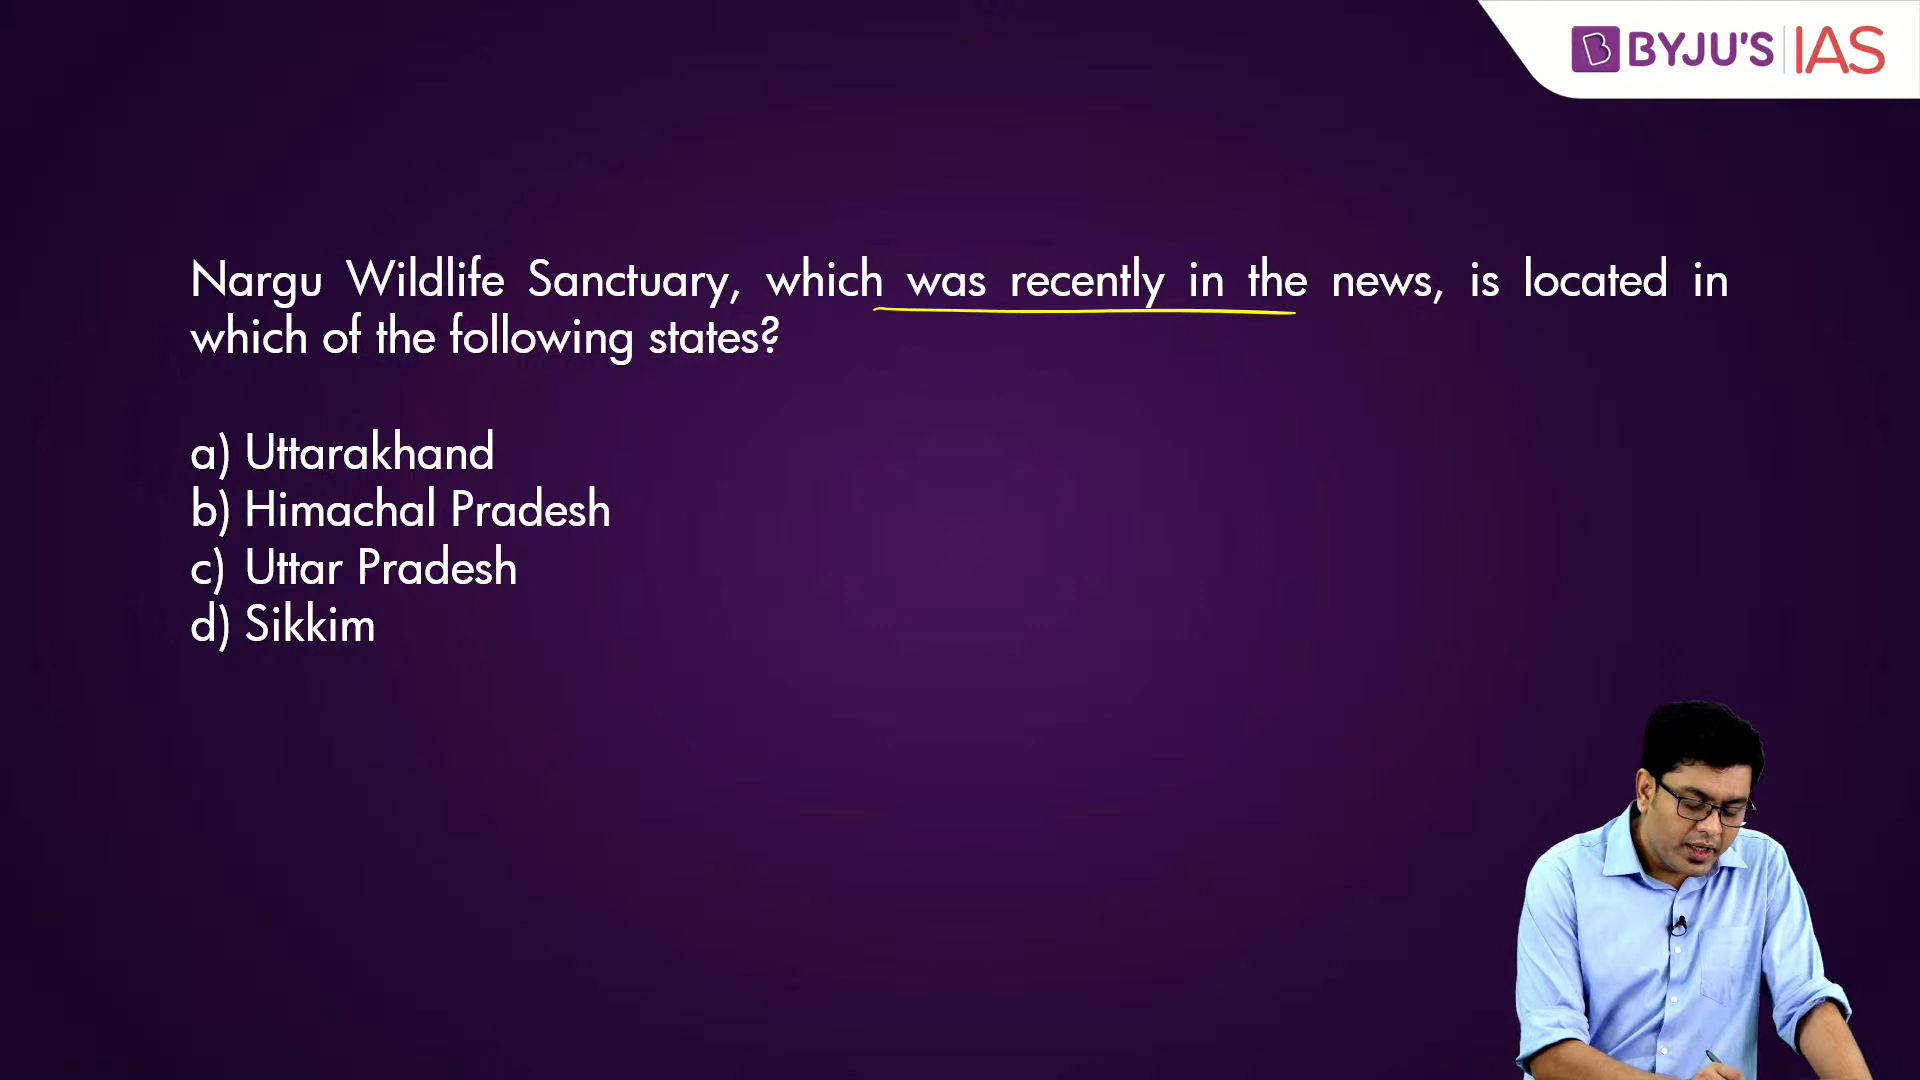 BYJU'S IAS
Nargu Wildlife Sanctuary, which was recently in the news, is located in
which of the following states?
a) Uttarakhand
b) Himachal Pradesh
c) Uttar Pradesh
d) Sikkim